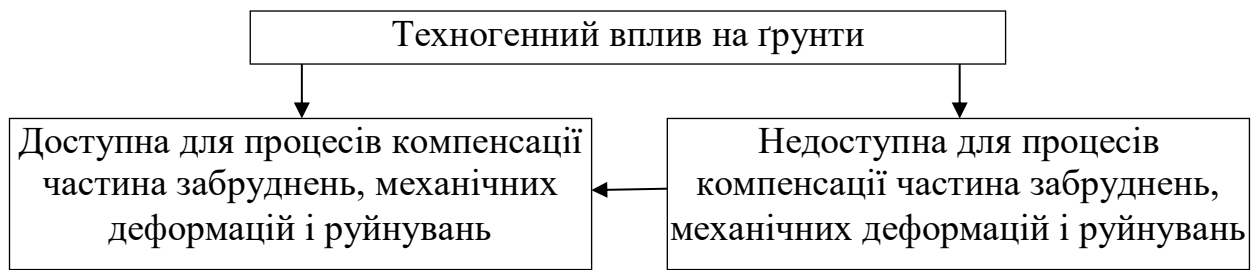 Техногенний вплив на ґрунти
Доступна для процесів компенсації
частина забруднень, механічних
деформацій і руйнувань
Недоступна для процесів
компенсації частина забруднень,
механічних деформацій і руйнувань